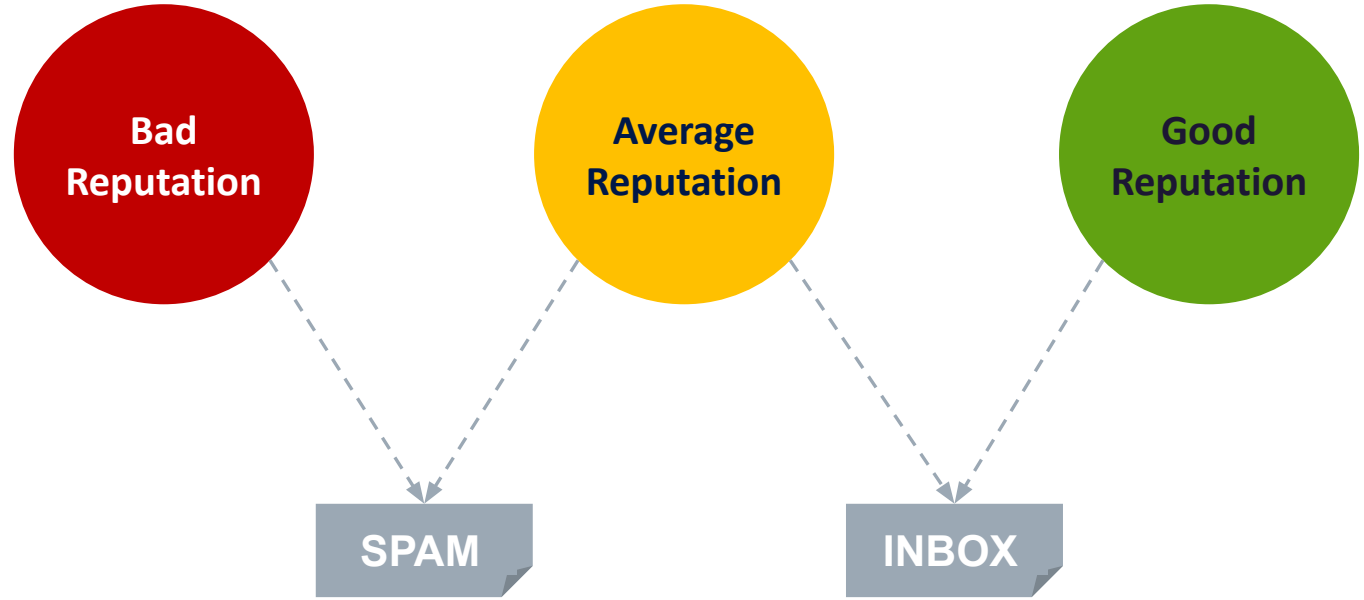 Bad
Reputation
Average
Reputation
Good
Reputation
SPAM
INBOX